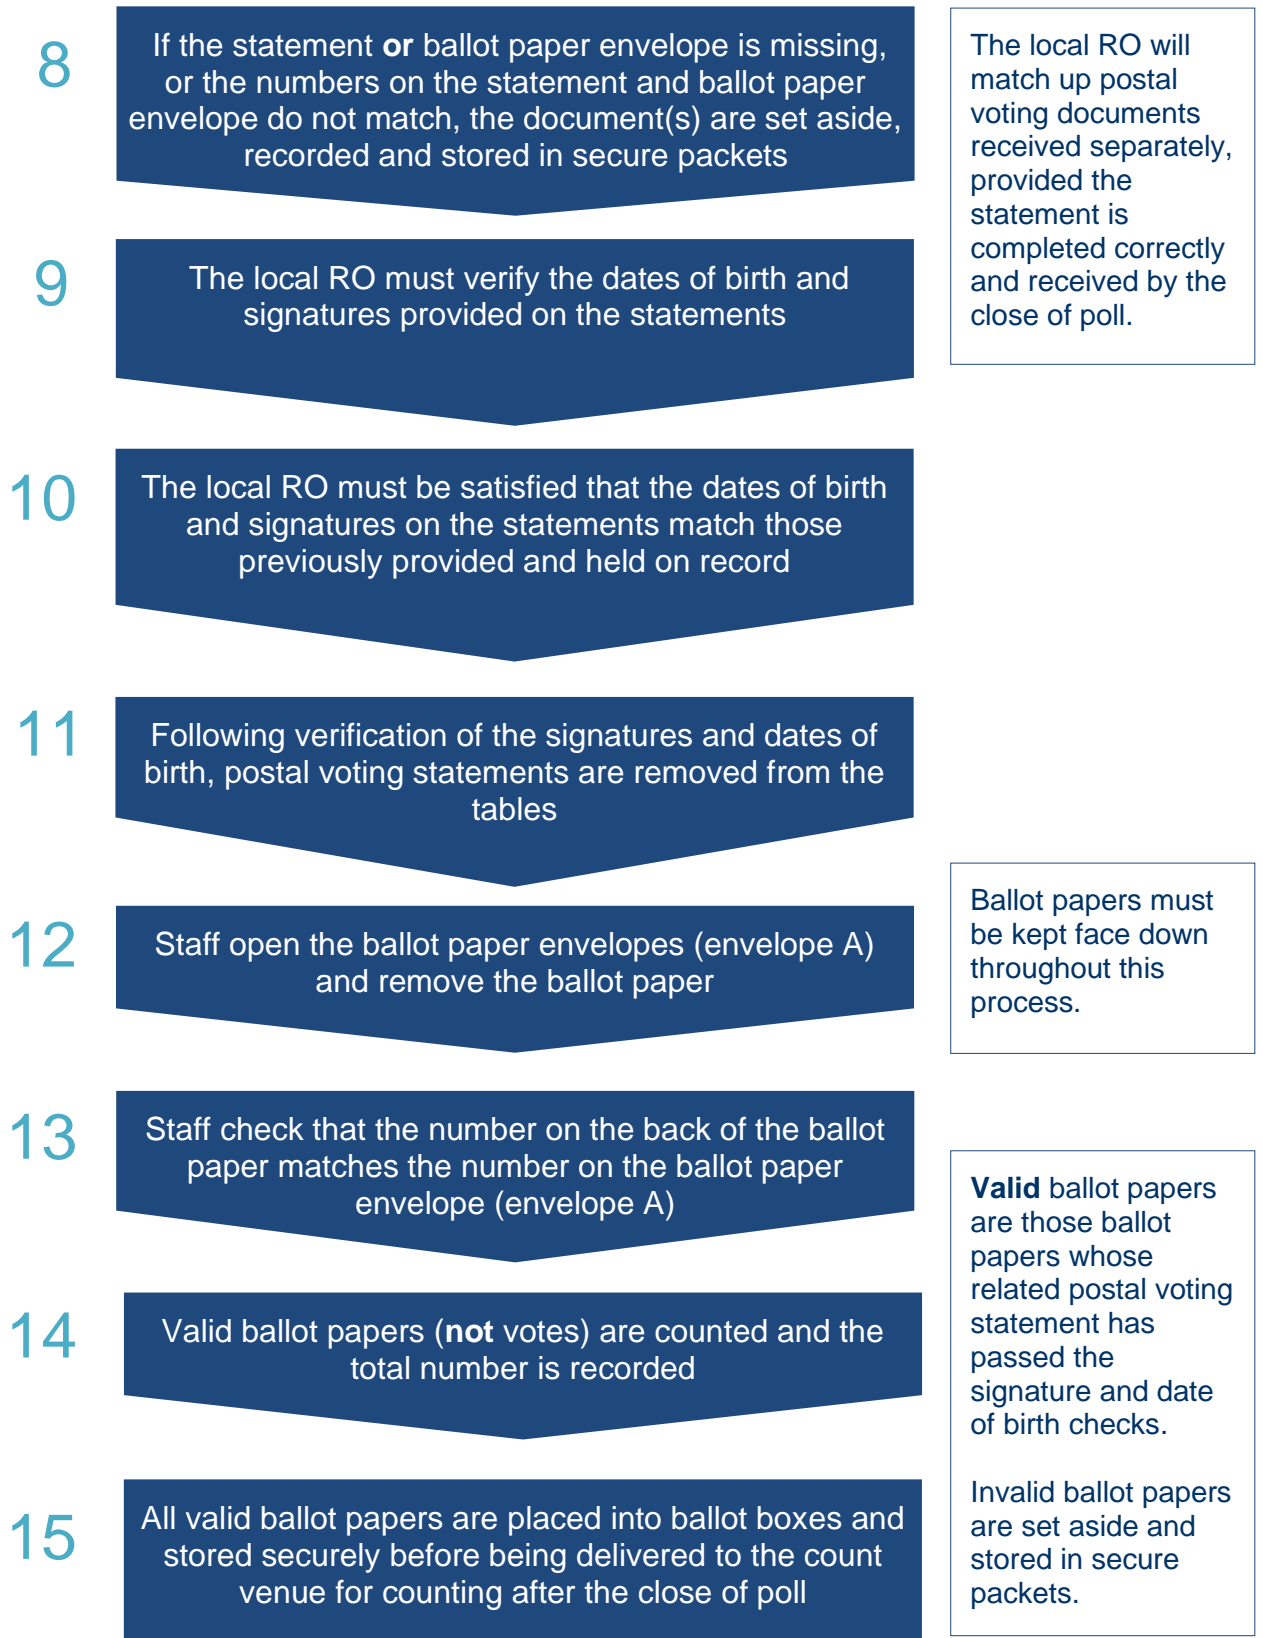 8
If the statement or ballot paper envelope is missing,
or the numbers on the statement and ballot paper
envelope do not match, the document(s) are set aside,
recorded and stored in secure packets
The local RO will
match up postal
voting documents
received separately,
provided the
statement is
completed correctly
and received by the
close of poll.
9
The local RO must verify the dates of birth and
signatures provided on the statements
10
The local RO must be satisfied that the dates of birth
and signatures on the statements match those
previously provided and held on record
11
Following verification of the signatures and dates of
birth, postal voting statements are removed from the
tables
12
Staff open the ballot paper envelopes (envelope A)
and remove the ballot paper
Ballot papers must
be kept face down
throughout this
process.
13
Staff check that the number on the back of the ballot
paper matches the number on the ballot paper
envelope (envelope A)
14
Valid ballot papers (not votes) are counted and the
total number is recorded
Valid ballot papers
are those ballot
papers whose
related postal voting
statement has
passed the
signature and date
of birth checks.
Invalid ballot papers
are set aside and
stored in secure
packets.
15
All valid ballot papers are placed into ballot boxes and
stored securely before being delivered to the count
venue for counting after the close of poll